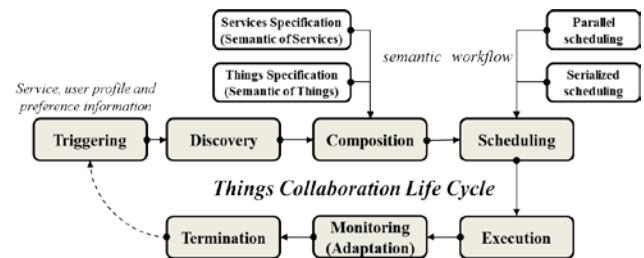 Services Specification
(Semantic of Services)
Parallel
scheduling
semantic workflow
Things Specification
(Semantic of Things)
Serialized
scheduling
Service, user profile and
preference information
Triggering
Discovery
Composition
Scheduling
Things Collaboration Life Cycle
Termination
Monitoring
(Adaptation)
Execution